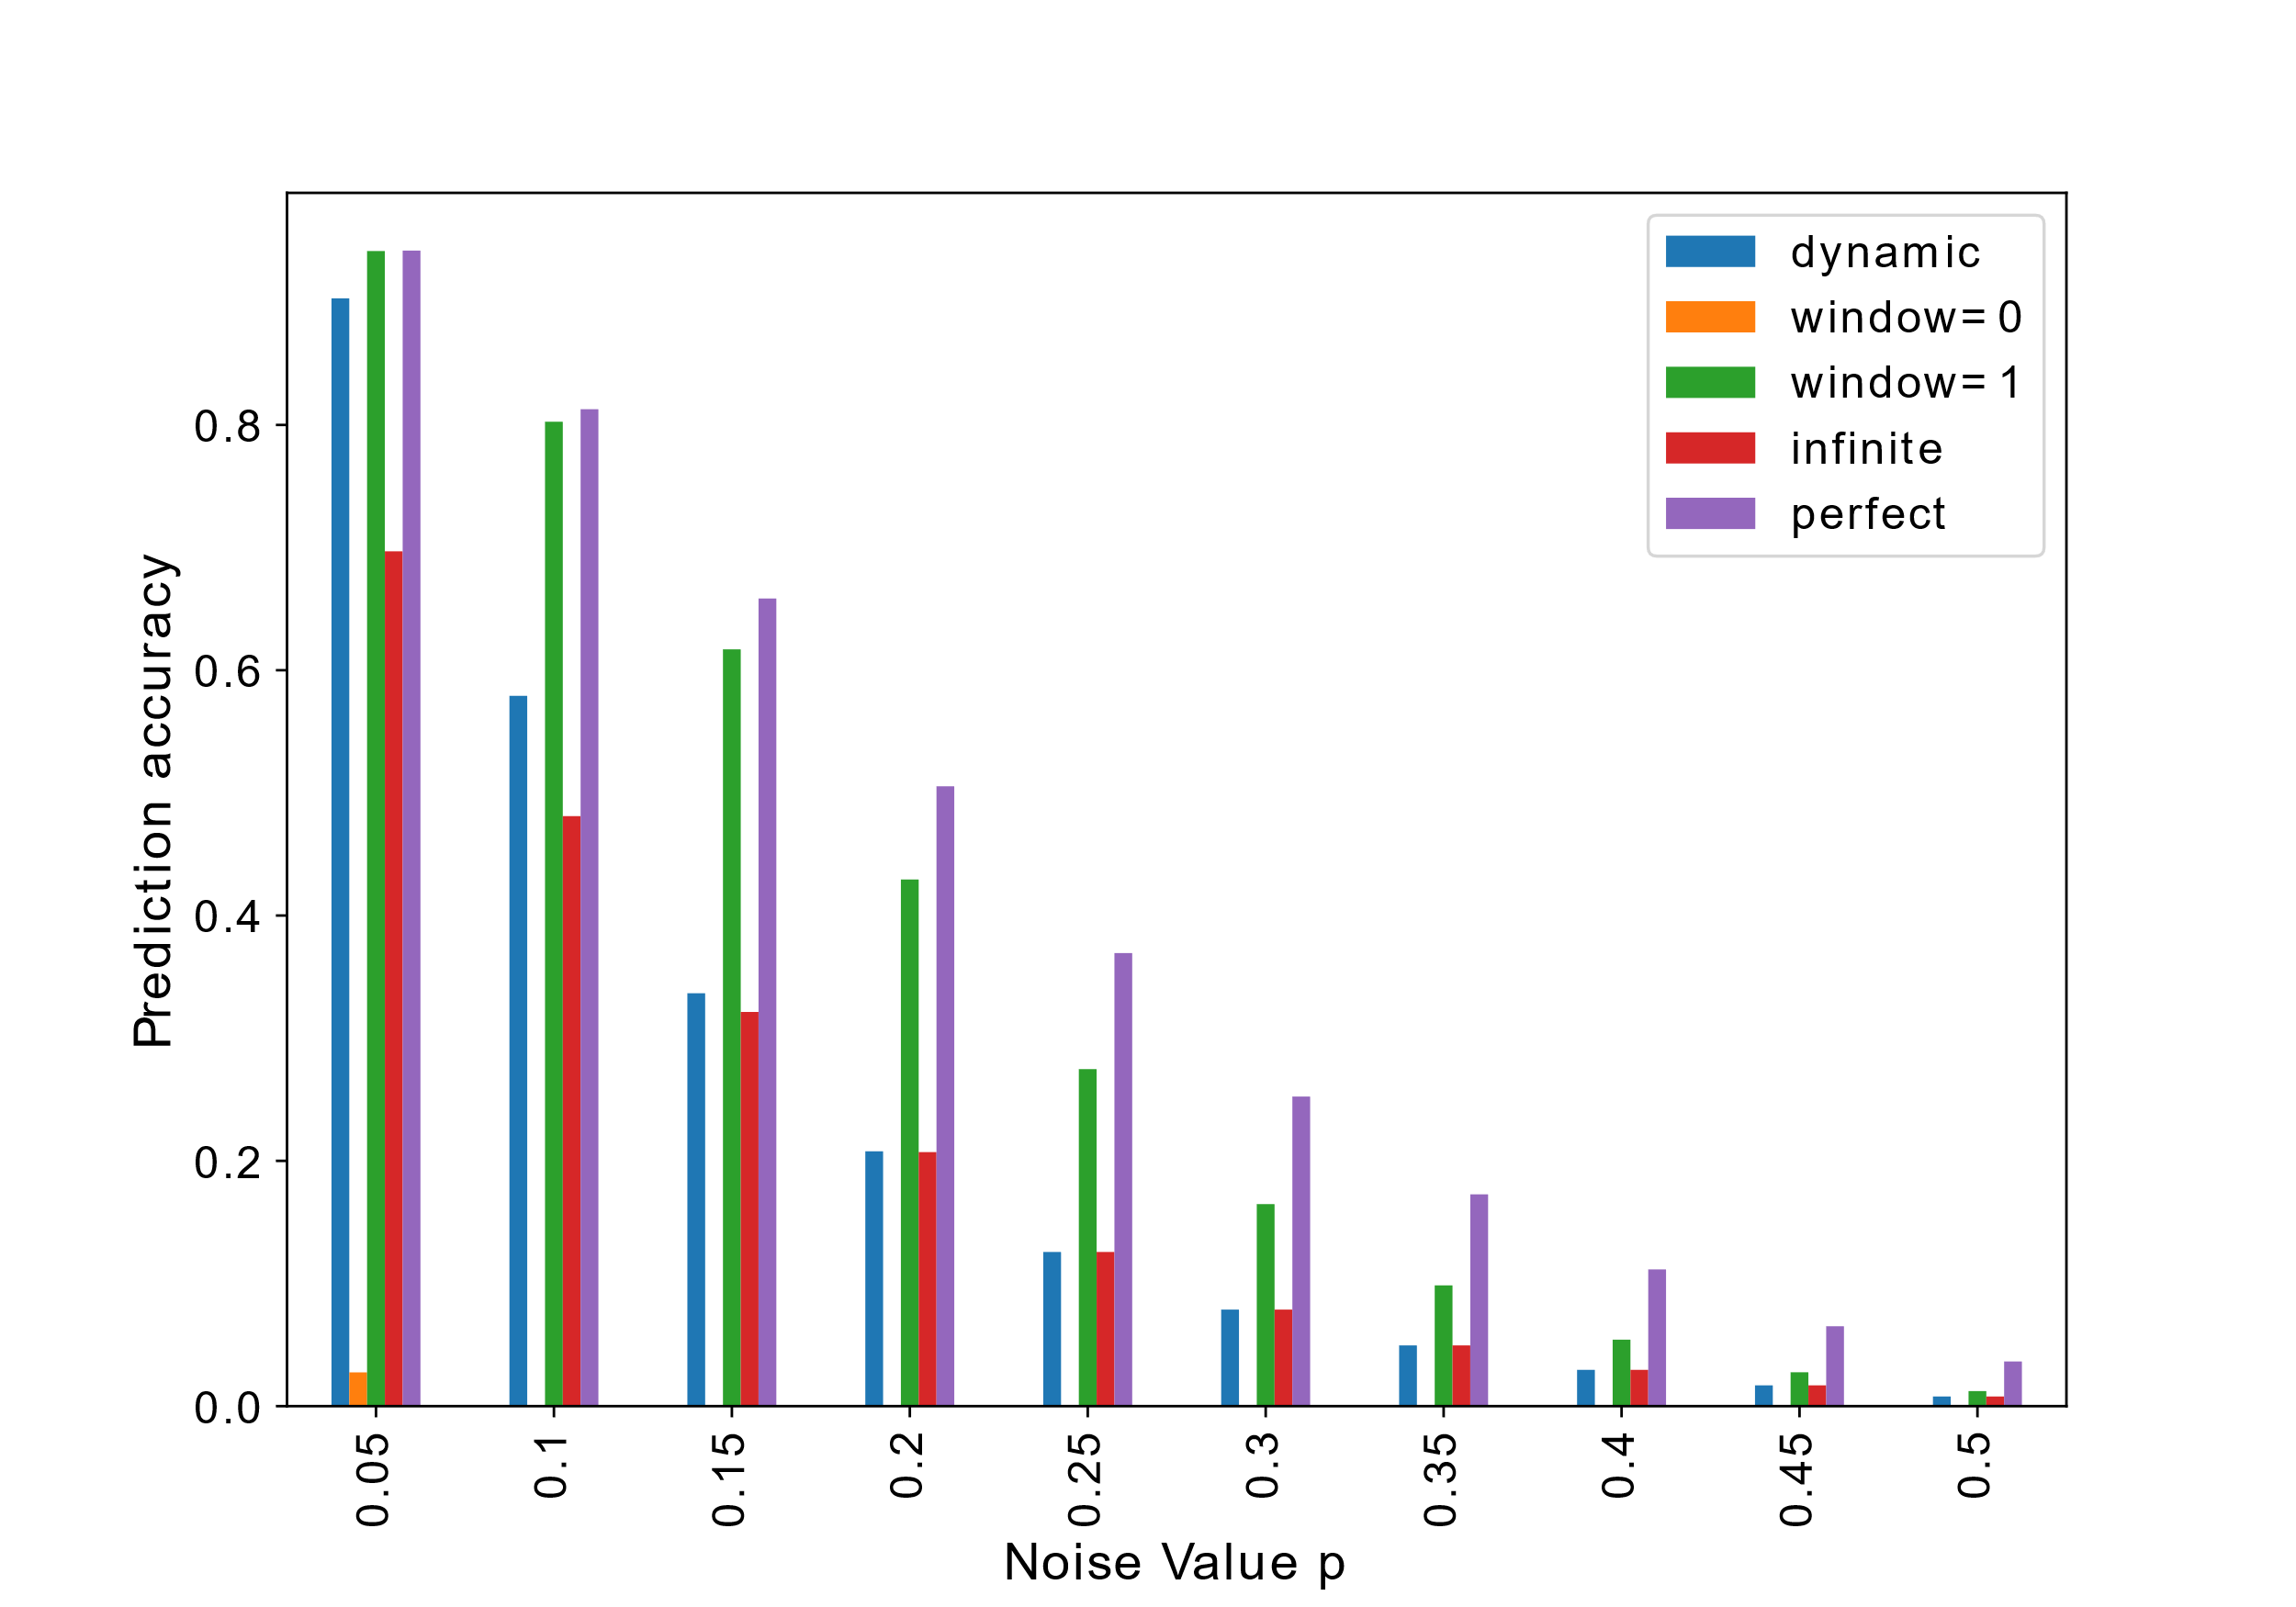 dynamic
window= 0
window= 1
infinite
perfect
Prediction accuracy
0.8
0.6
0.4
0.2
0.0
0.05
0.1
0.15
0.2
0.25
0.3
0.35
0.4
0.45
0.5
Noise Value p